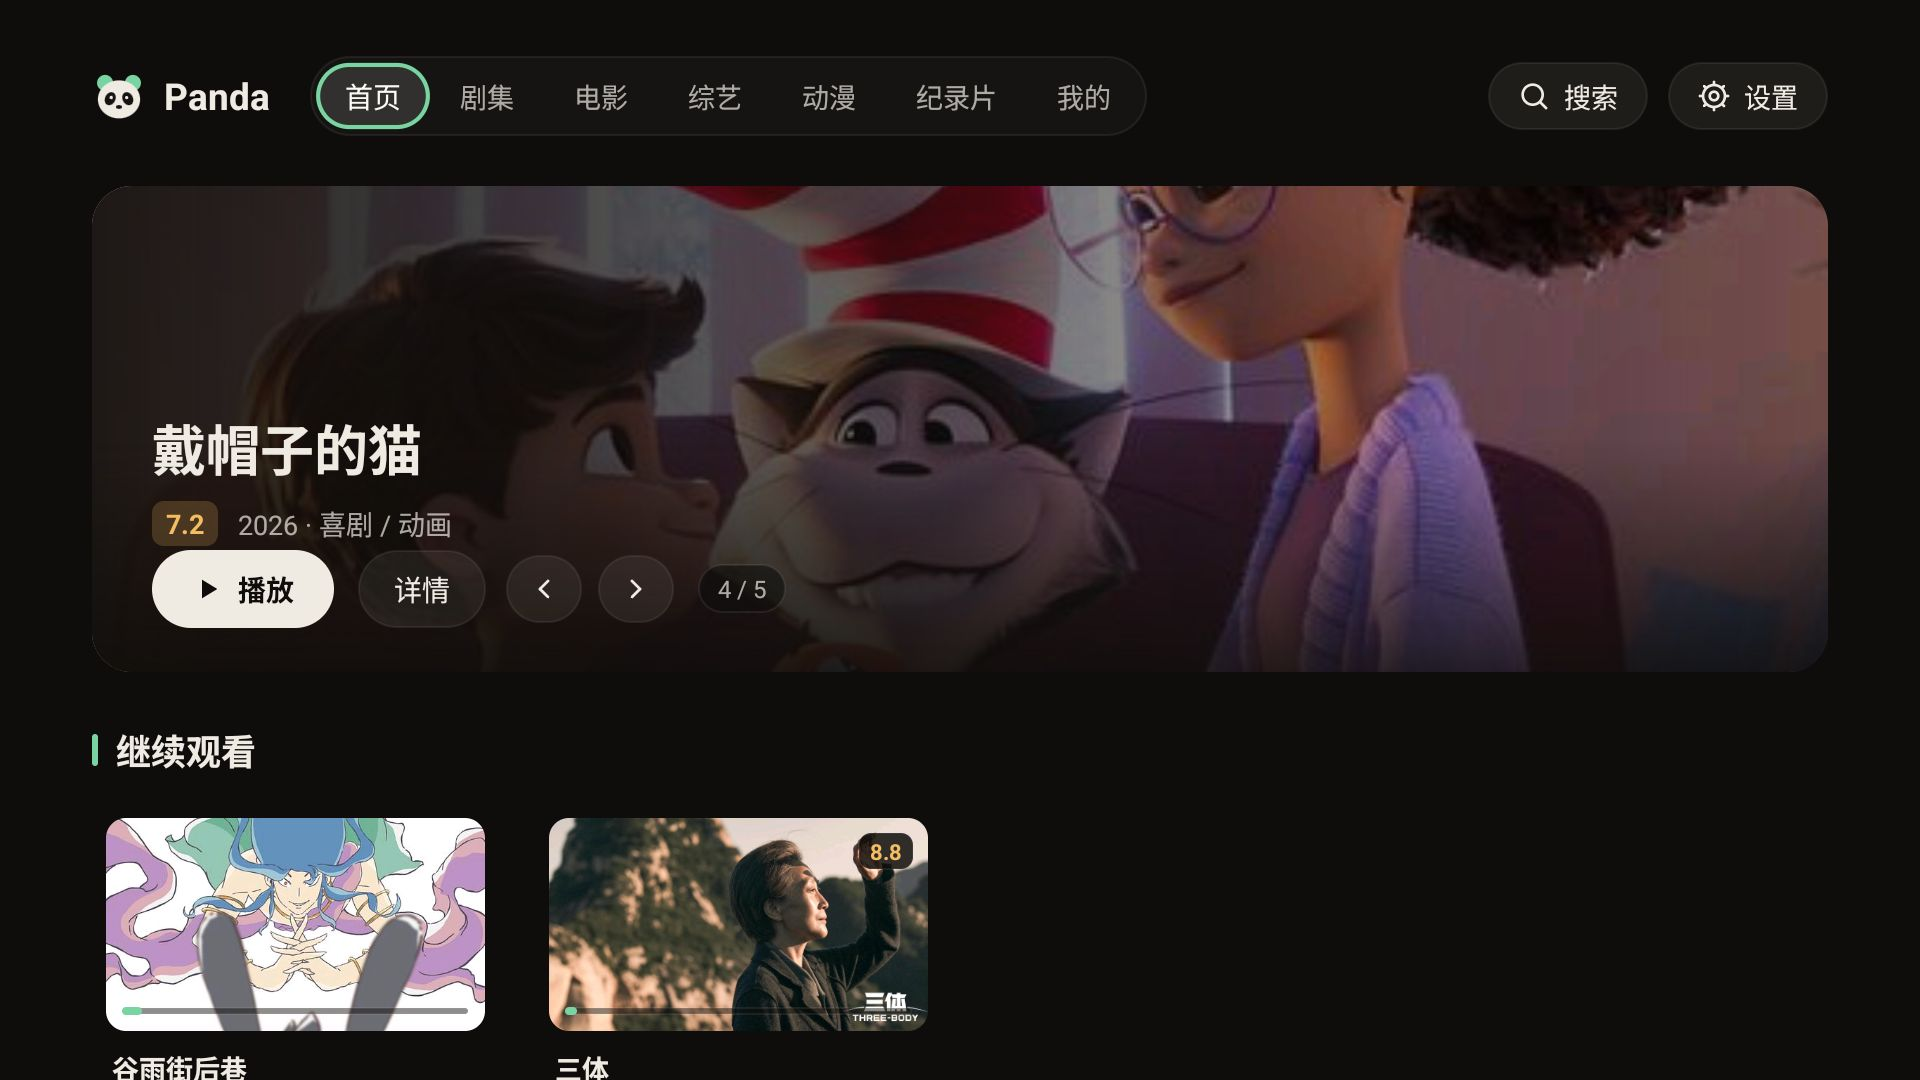 Panda
首页 剧集 电影 综艺 动漫 纪录片 我的
搜索 设置
戴帽子的猫
7.2 2026 · 喜剧 / 动画
播放 详情 4 / 5
继续观看
8.8
三体
THREE-BODY
谷雨街后巷
三体